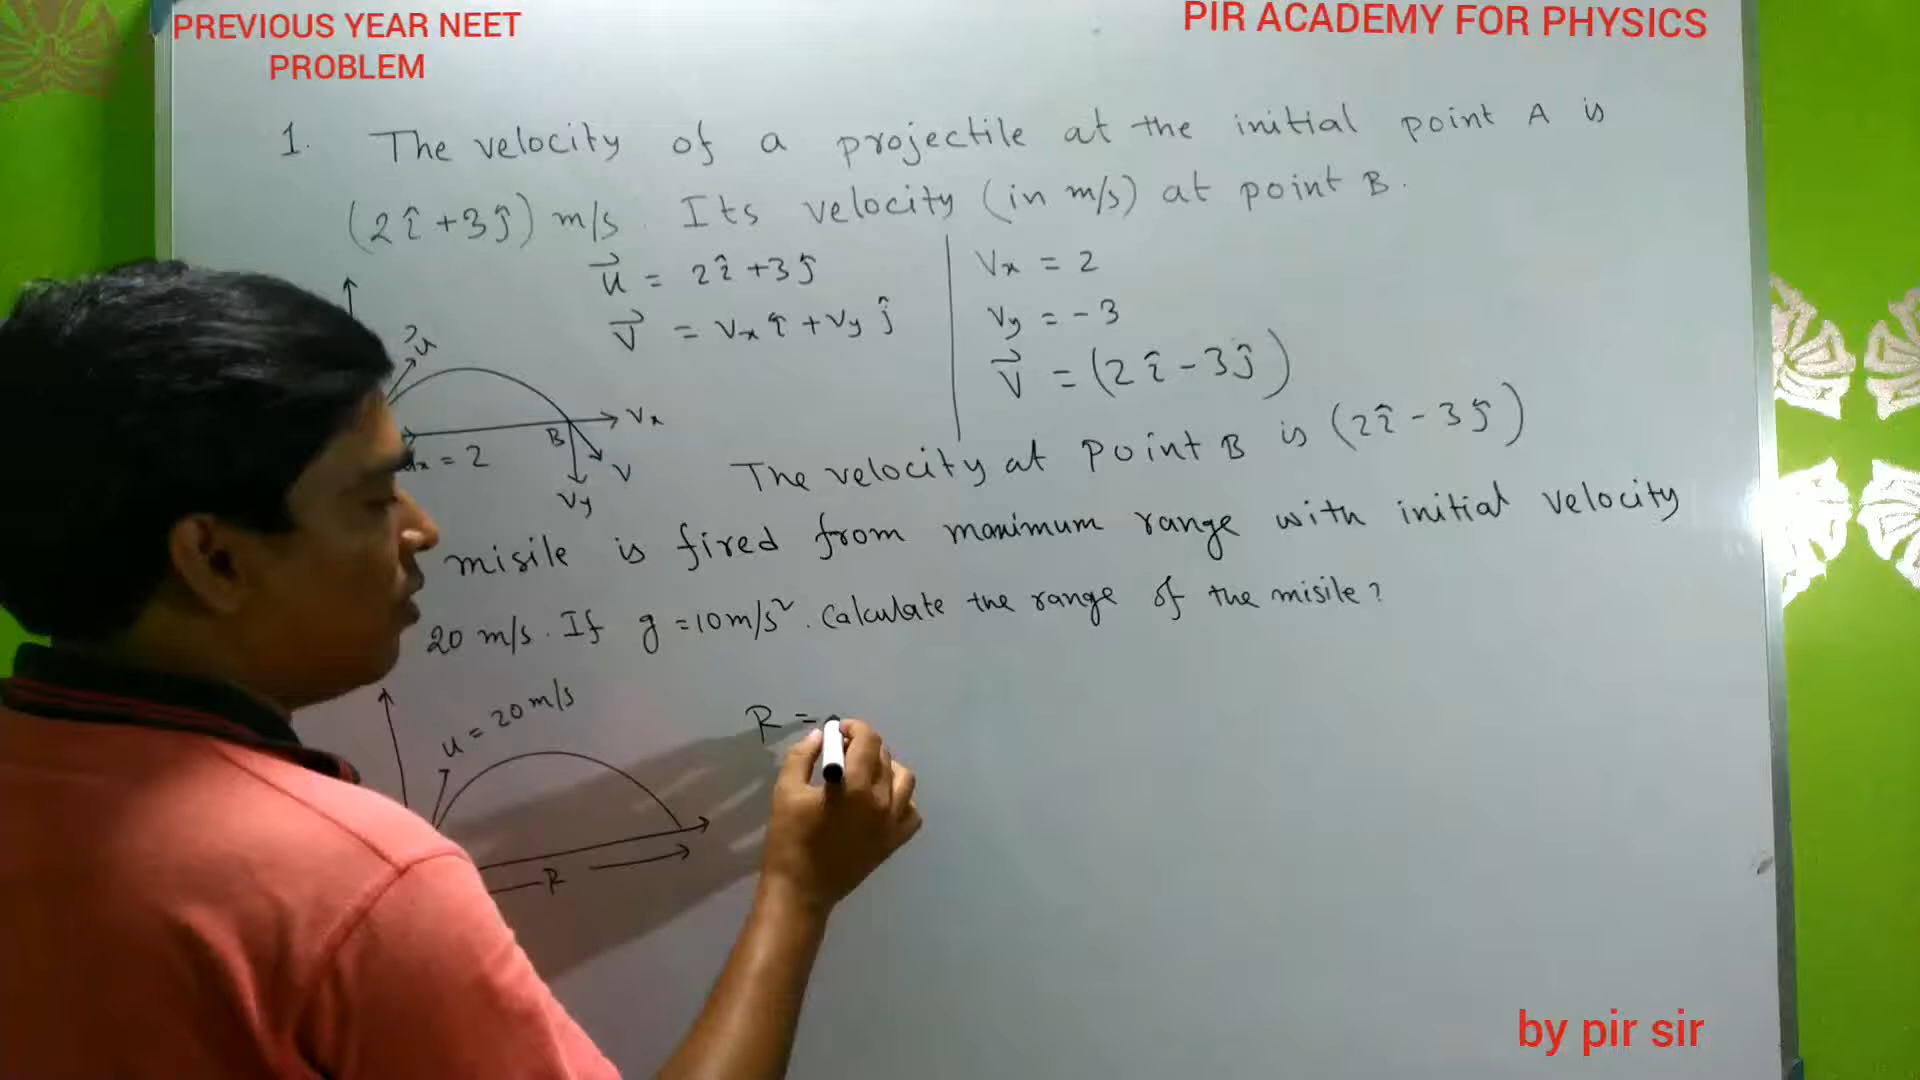 PREVIOUS YEAR NEET
PROBLEM
PIR ACADEMY FOR PHYSICS
1. The velocity of a projectile at the initial point A is
(2î+3ĵ) m/s. Its velocity (in m/s) at point B.
u⃗ = 2î+3ĵ
v⃗ = Vx î + Vy ĵ
Vx = 2
Vy = -3
v⃗ = (2î-3ĵ)
u⃗
Vx
B
= 2
V
Vy
The velocity at Point B is (2î-3ĵ)
misile is fired from maximum range with initial velocity
20 m/s. If g=10m/s². Calculate the range of the misile?
u = 20m/s
R
R =
by pir sir